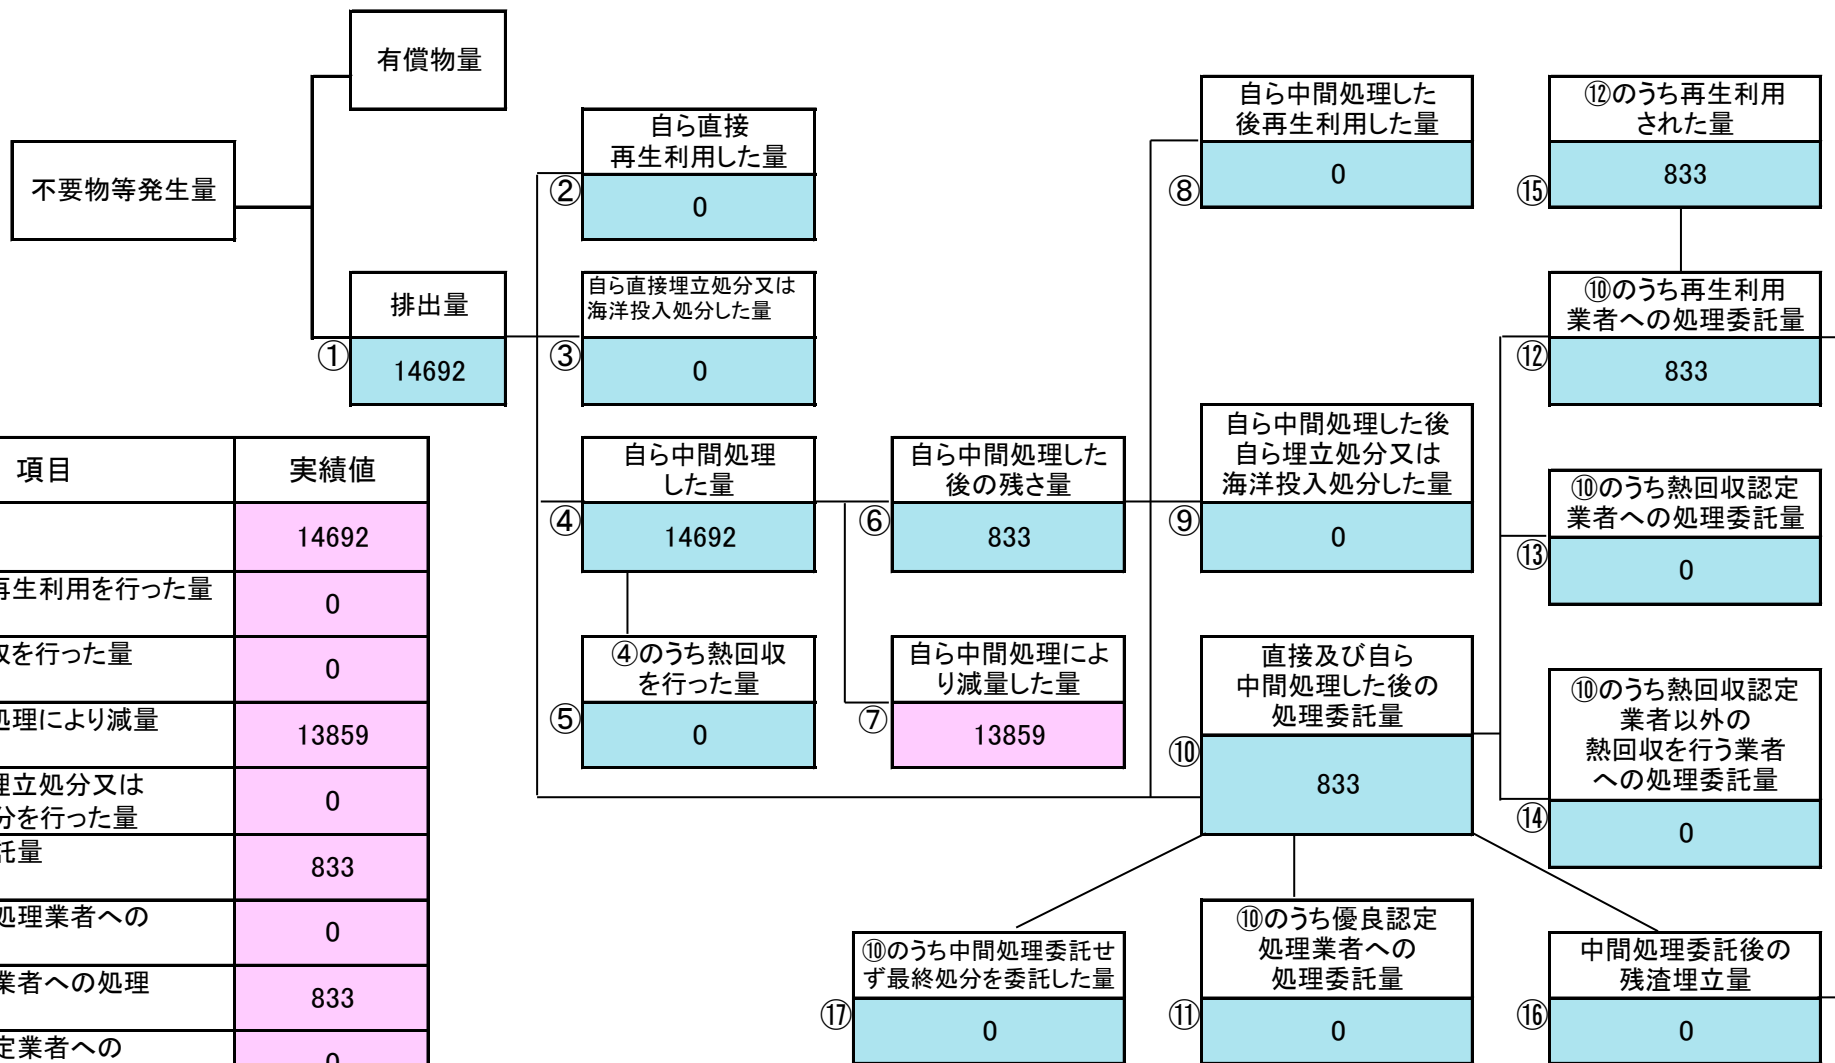 有償物量
不要物等発生量
排出量
①
14692
自ら直接
再生利用した量
②
0
自ら直接埋立処分又は
海洋投入処分した量
③
0
自ら中間処理
した量
④
14692
④のうち熱回収
を行った量
⑤
0
自ら中間処理した
後の残さ量
⑥
833
自ら中間処理によ
り減量した量
⑦
13859
自ら中間処理した
後再生利用した量
⑧
0
自ら中間処理した後
自ら埋立処分又は
海洋投入処分した量
⑨
0
直接及び自ら
中間処理した後の
処理委託量
⑩
833
⑫のうち再生利用
された量
⑮
833
⑩のうち再生利用
業者への処理委託量
⑫
833
⑩のうち熱回収認定
業者への処理委託量
⑬
0
⑩のうち熱回収認定
業者以外の
熱回収を行う業者
への処理委託量
⑭
0
⑩のうち中間処理委託せ
ず最終処分を委託した量
⑰
0
⑩のうち優良認定
処理業者への
処理委託量
⑪
0
中間処理委託後の
残渣埋立量
⑯
0
項目 実績値
14692
再生利用を行った量 0
を行った量 0
処理により減量 13859
埋立処分又は
分を行った量 0
託量 833
処理業者への 0
業者への処理 833
定業者への 0